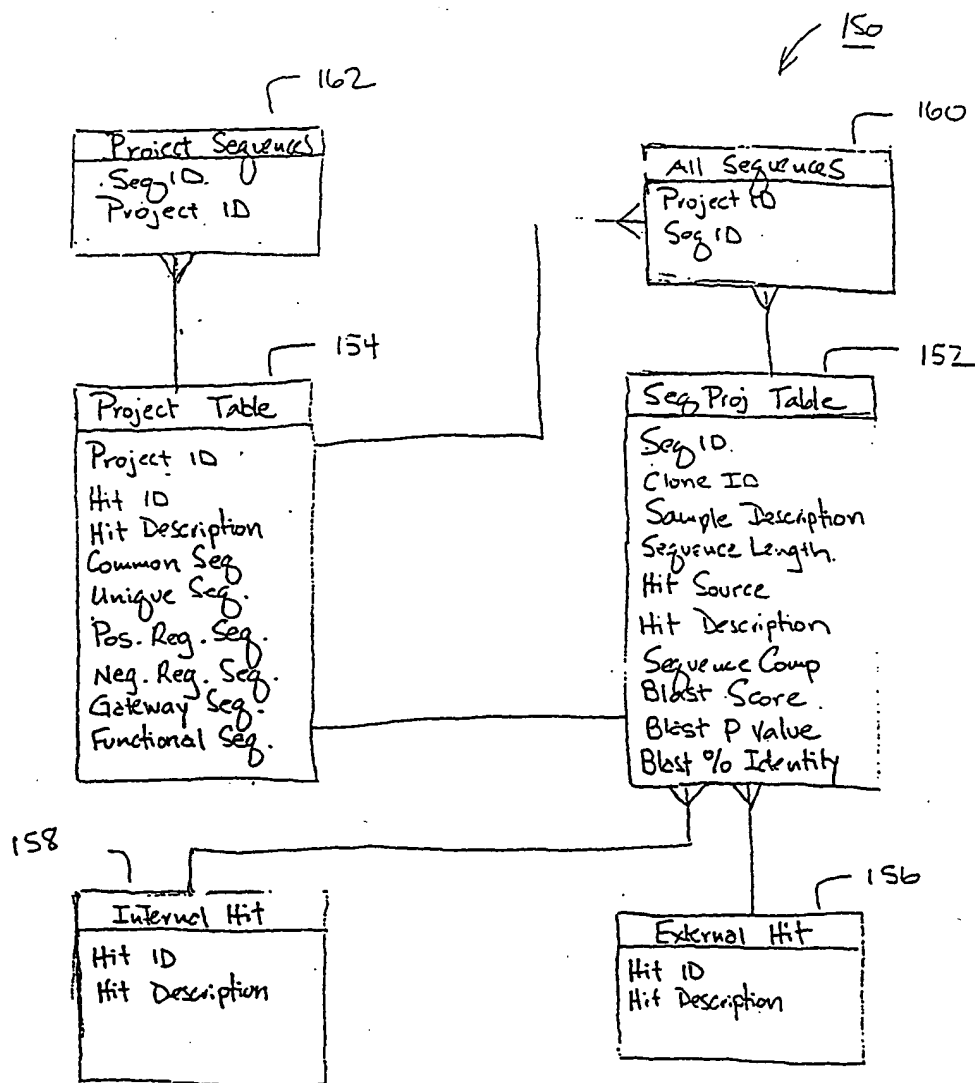 150
162
Project Sequences
Seq ID.
Project ID
160
All Sequences
Project ID
Seq ID
154
Project Table
Project ID
Hit ID
Hit Description
Common Seq
Unique Seq.
Pos. Reg. Seq.
Neg. Reg. Seq.
Gateway Seq.
Functional Seq.
152
Seq Proj Table
Seq ID.
Clone ID
Sample Description
Sequence Length.
Hit Source
Hit Description
Sequence Comp
Blast Score.
Blast P Value
Blast % Identity
158
Internal Hit
Hit ID
Hit Description
156
External Hit
Hit ID
Hit Description